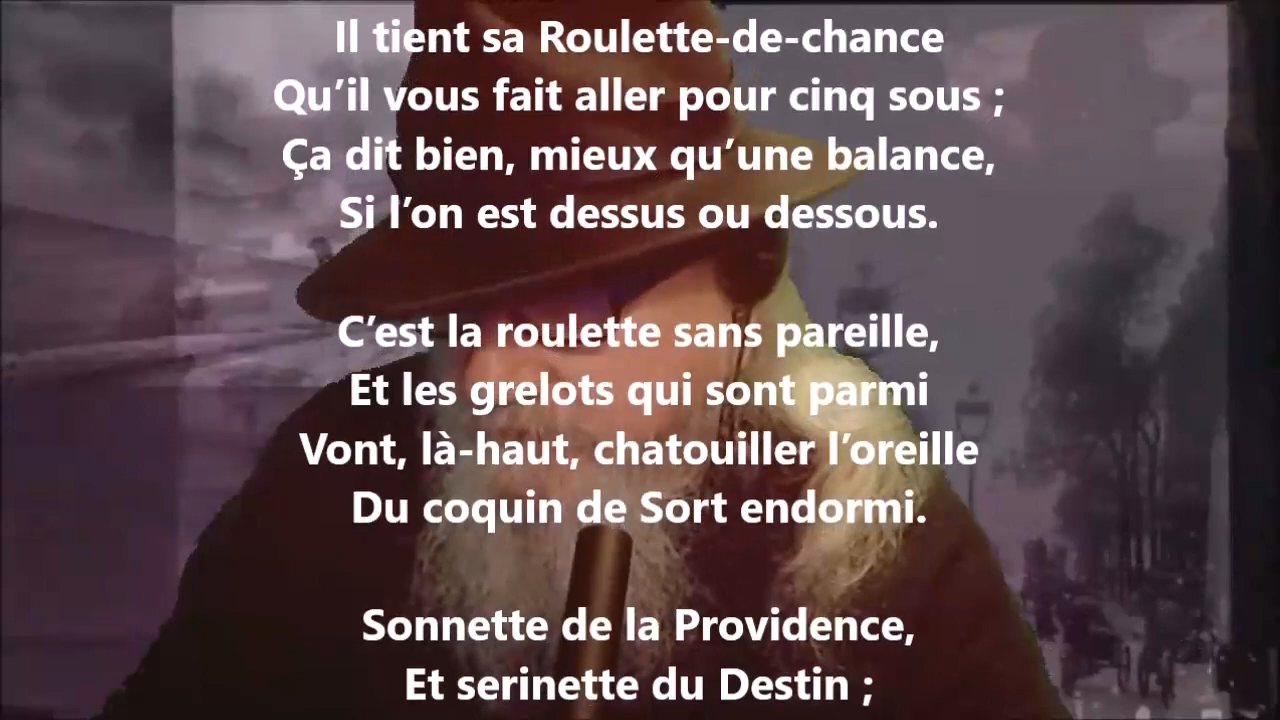 Il tient sa Roulette-de-chance
Qu’il vous fait aller pour cinq sous ;
Ça dit bien, mieux qu’une balance,
Si l’on est dessus ou dessous.
C’est la roulette sans pareille,
Et les grelots qui sont parmi
Vont, là-haut, chatouiller l’oreille
Du coquin de Sort endormi.
Sonnette de la Providence,
Et serinette du Destin ;